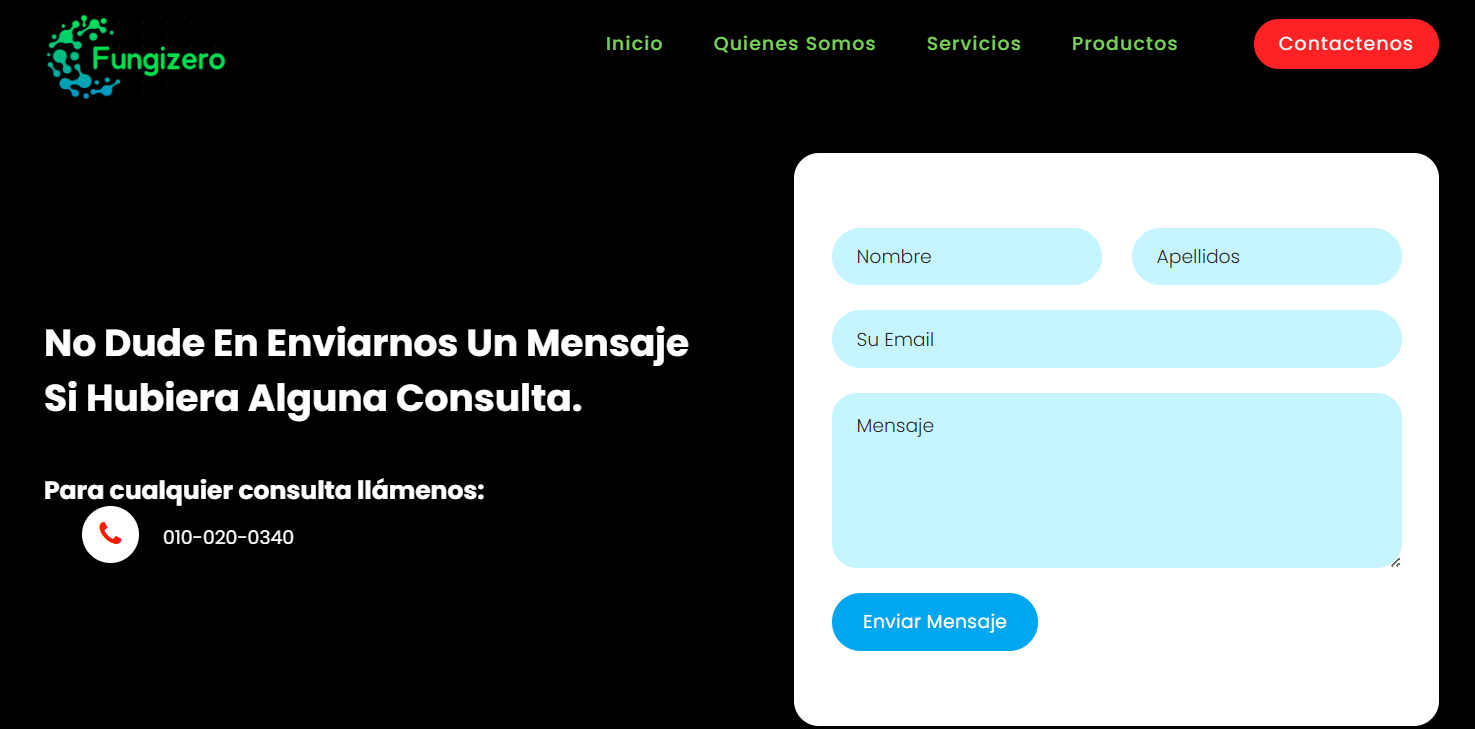 Fungizero
Inicio
Quienes Somos
Servicios
Productos
Contactenos
No Dude En Enviarnos Un Mensaje
Si Hubiera Alguna Consulta.
Para cualquier consulta llámenos:
010-020-0340
Nombre
Apellidos
Su Email
Mensaje
Enviar Mensaje